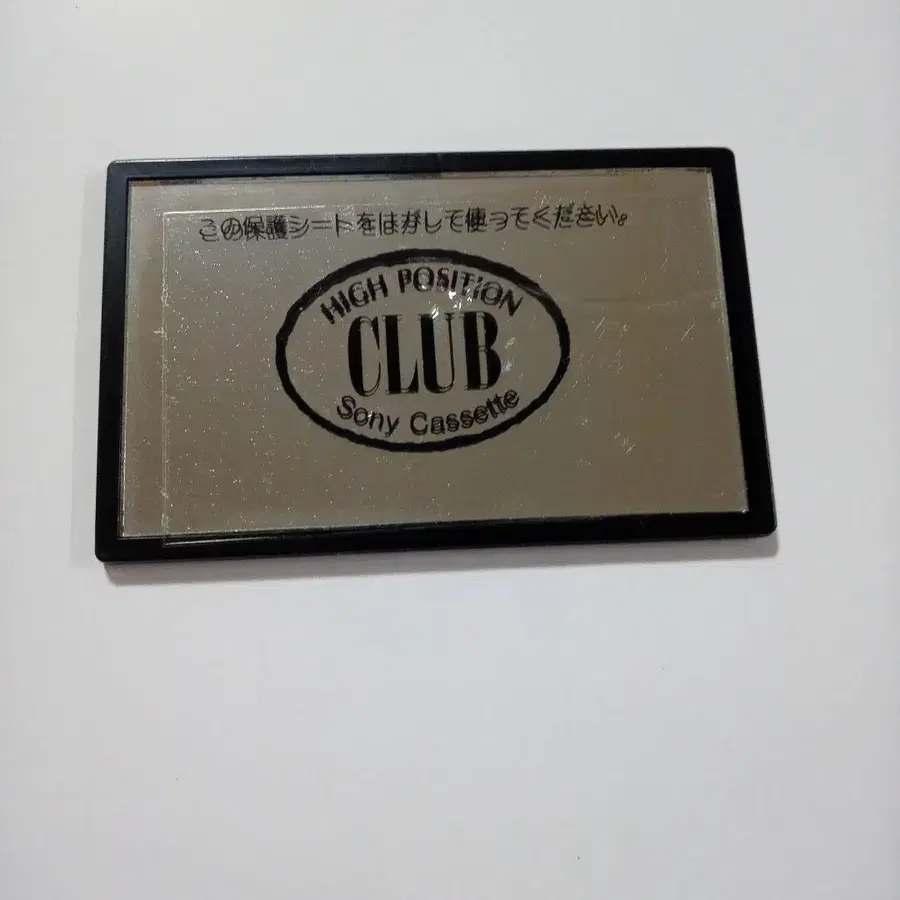 この保護シートをはがして使ってください。
HIGH POSITION
CLUB
Sony Cassette